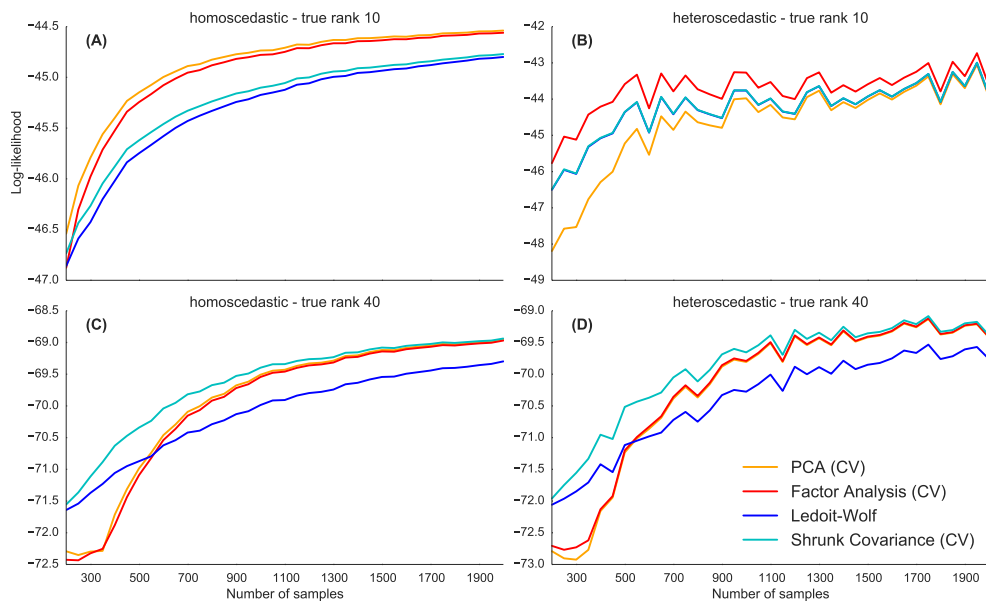 homoscedastic - true rank 10
(A)
Log-likelihood
−44.5
−45.0
−45.5
−46.0
−46.5
−47.0
heteroscedastic - true rank 10
(B)
−42
−43
−44
−45
−46
−47
−48
−49
homoscedastic - true rank 40
(C)
−68.5
−69.0
−69.5
−70.0
−70.5
−71.0
−71.5
−72.0
−72.5
300 500 700 900 1100 1300 1500 1700 1900
Number of samples
heteroscedastic - true rank 40
(D)
−69.0
−69.5
−70.0
−70.5
−71.0
−71.5
−72.0
−72.5
−73.0
PCA (CV)
Factor Analysis (CV)
Ledoit-Wolf
Shrunk Covariance (CV)
300 500 700 900 1100 1300 1500 1700 1900
Number of samples